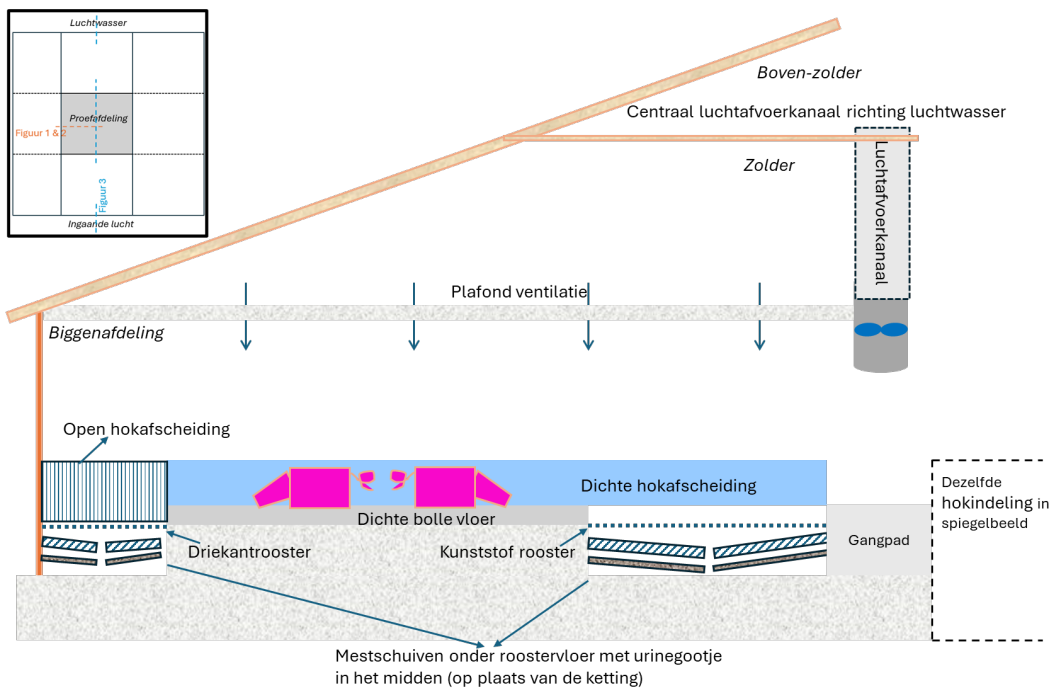 Luchtwasser
Proefafdeling
Figuur 1 & 2
Figuur 3
Ingaande lucht
Boven-zolder
Centraal luchtafvoerkanaal richting luchtwasser
Zolder
Luchtafvoerkanaal
Plafond ventilatie
Biggenafdeling
Open hokafscheiding
Dichte hokafscheiding
Dezelfde
hokindeling in
spiegelbeeld
Dichte bolle vloer
Driekantrooster
Kunststof rooster
Gangpad
Mestschuiven onder roostervloer met urinegootje
in het midden (op plaats van de ketting)